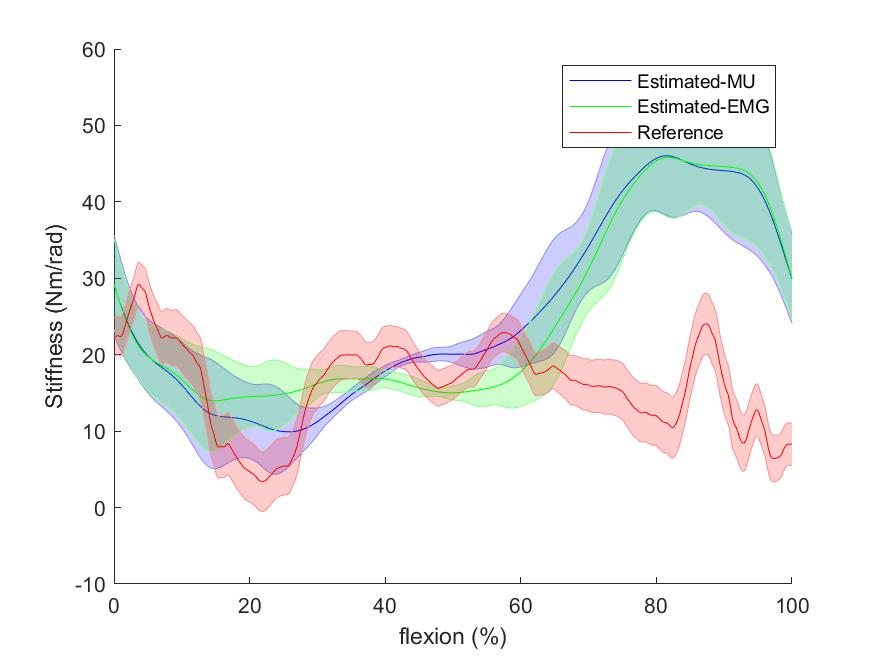 60
50
40
30
20
10
0
-10
0 20 40 60 80 100
Stiffness (Nm/rad)
flexion (%)
Estimated-MU
Estimated-EMG
Reference